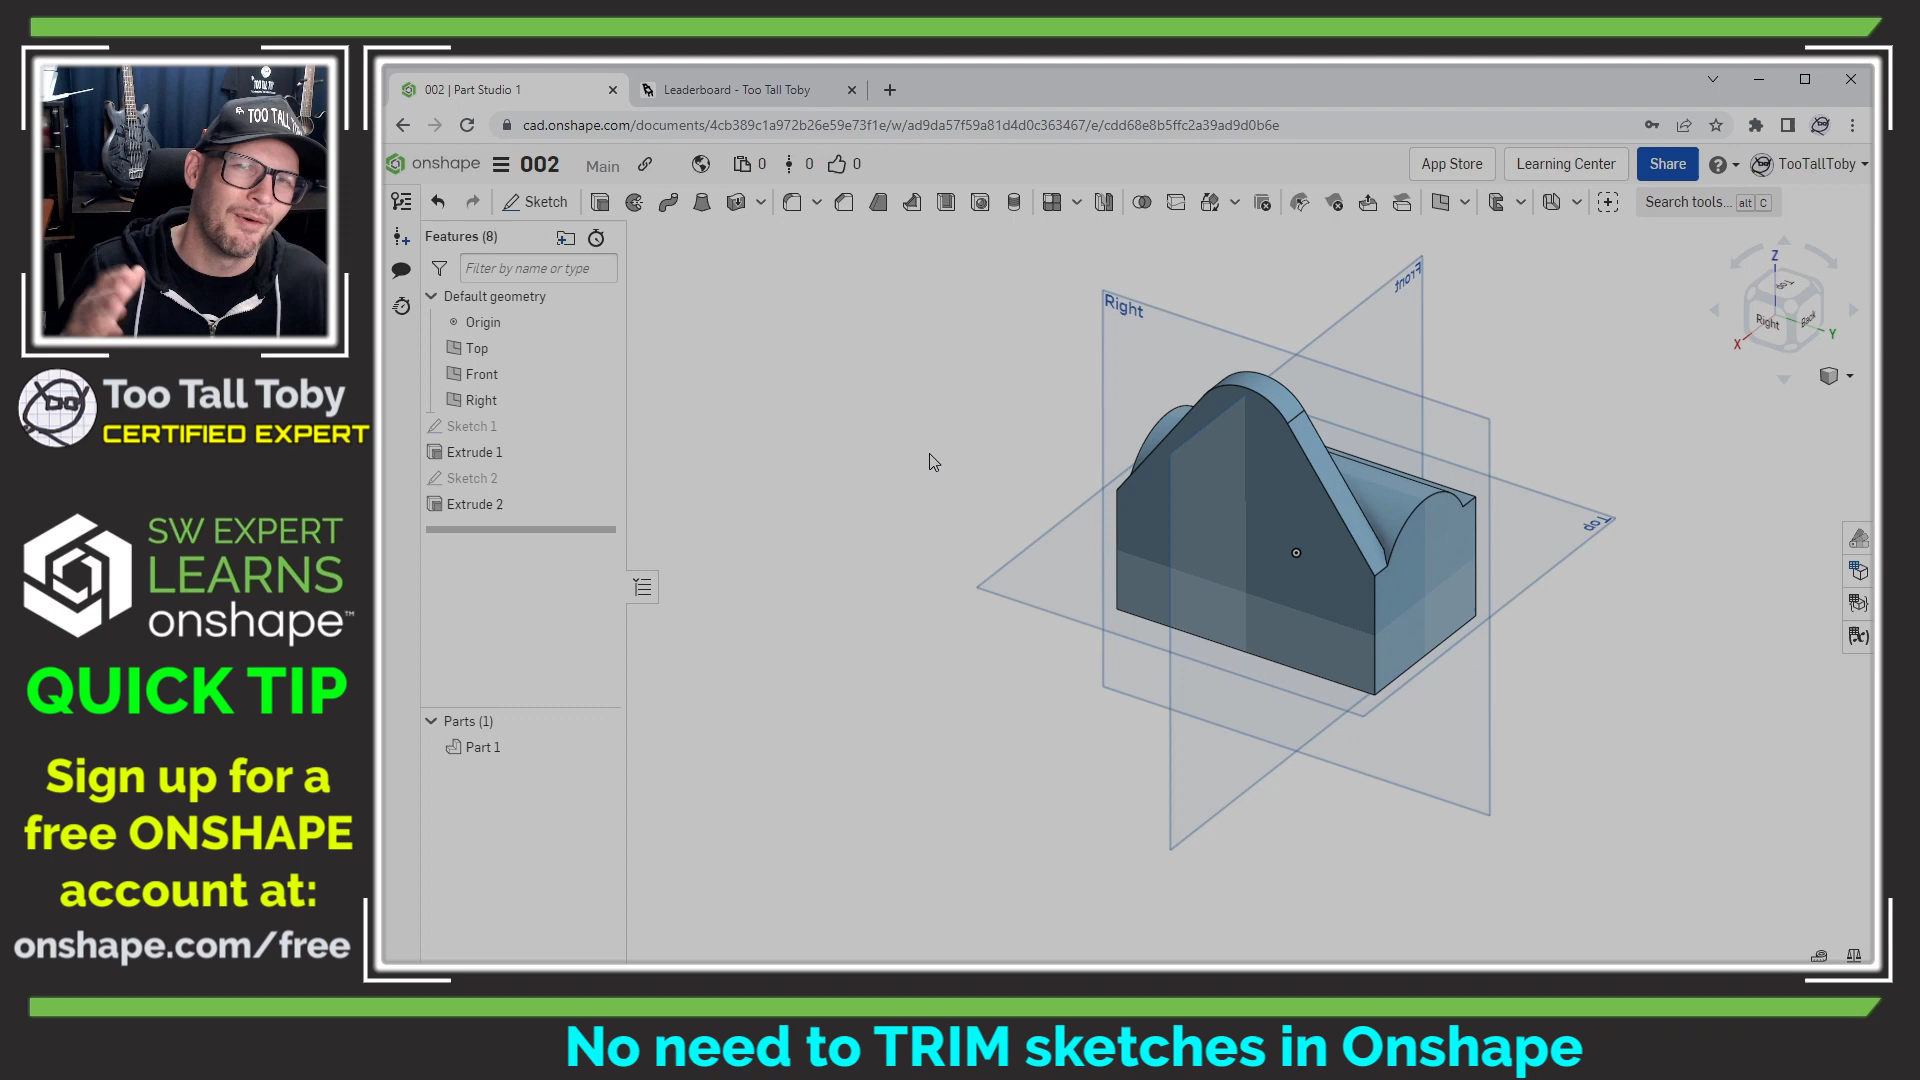 TOO TALL T
Too Tall Toby
CERTIFIED EXPERT
SW EXPERT
LEARNS
onshape™
QUICK TIP
Sign up for a
free ONSHAPE
account at:
onshape.com/free
002 | Part Studio 1
Leaderboard - Too Tall Toby
cad.onshape.com/documents/4cb389c1a972b26e59e73f1e/w/ad9da57f59a81d4d0c363467/e/cdd68e8b5ffc2a39ad9d0b6e
onshape 002 Main 0 0 0 App Store Learning Center Share TooTallToby
Sketch Search tools... alt C
Features (8)
Filter by name or type
Default geometry
Origin
Top
Front
Right
Sketch 1
Extrude 1
Sketch 2
Extrude 2
Parts (1)
Part 1
Right
Front
Top
Z
Top
Right
Back
X
Y
(x)
No need to TRIM sketches in Onshape